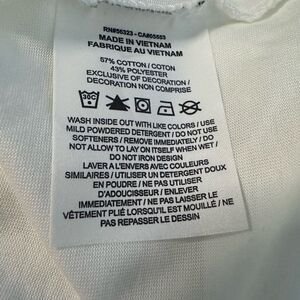 RN#56323 - CA#05553
MADE IN VIETNAM
FABRIQUÉ AU VIETNAM
57% COTTON / COTON
43% POLYESTER
EXCLUSIVE OF DECORATION /
DECORATION NON COMPRISE
30C
WASH INSIDE OUT WITH LIKE COLORS / USE
MILD POWDERED DETERGENT / DO NOT USE
SOFTENERS / REMOVE IMMEDIATELY / DO
NOT ALLOW TO LAY ON ITSELF WHEN WET /
DO NOT IRON DESIGN
LAVER À L'ENVERS AVEC COULEURS
SIMILAIRES / UTILISER UN DETERGENT DOUX
EN POUDRE / NE PAS UTILISER
D'ADOUCISEUR / ENLEVER
IMMÉDIATEMENT / NE PAS LAISSER LE
VÊTEMENT PLIÉ LORSQU'IL EST MOUILLÉ / NE
PAS REPASSER LE DESSIN